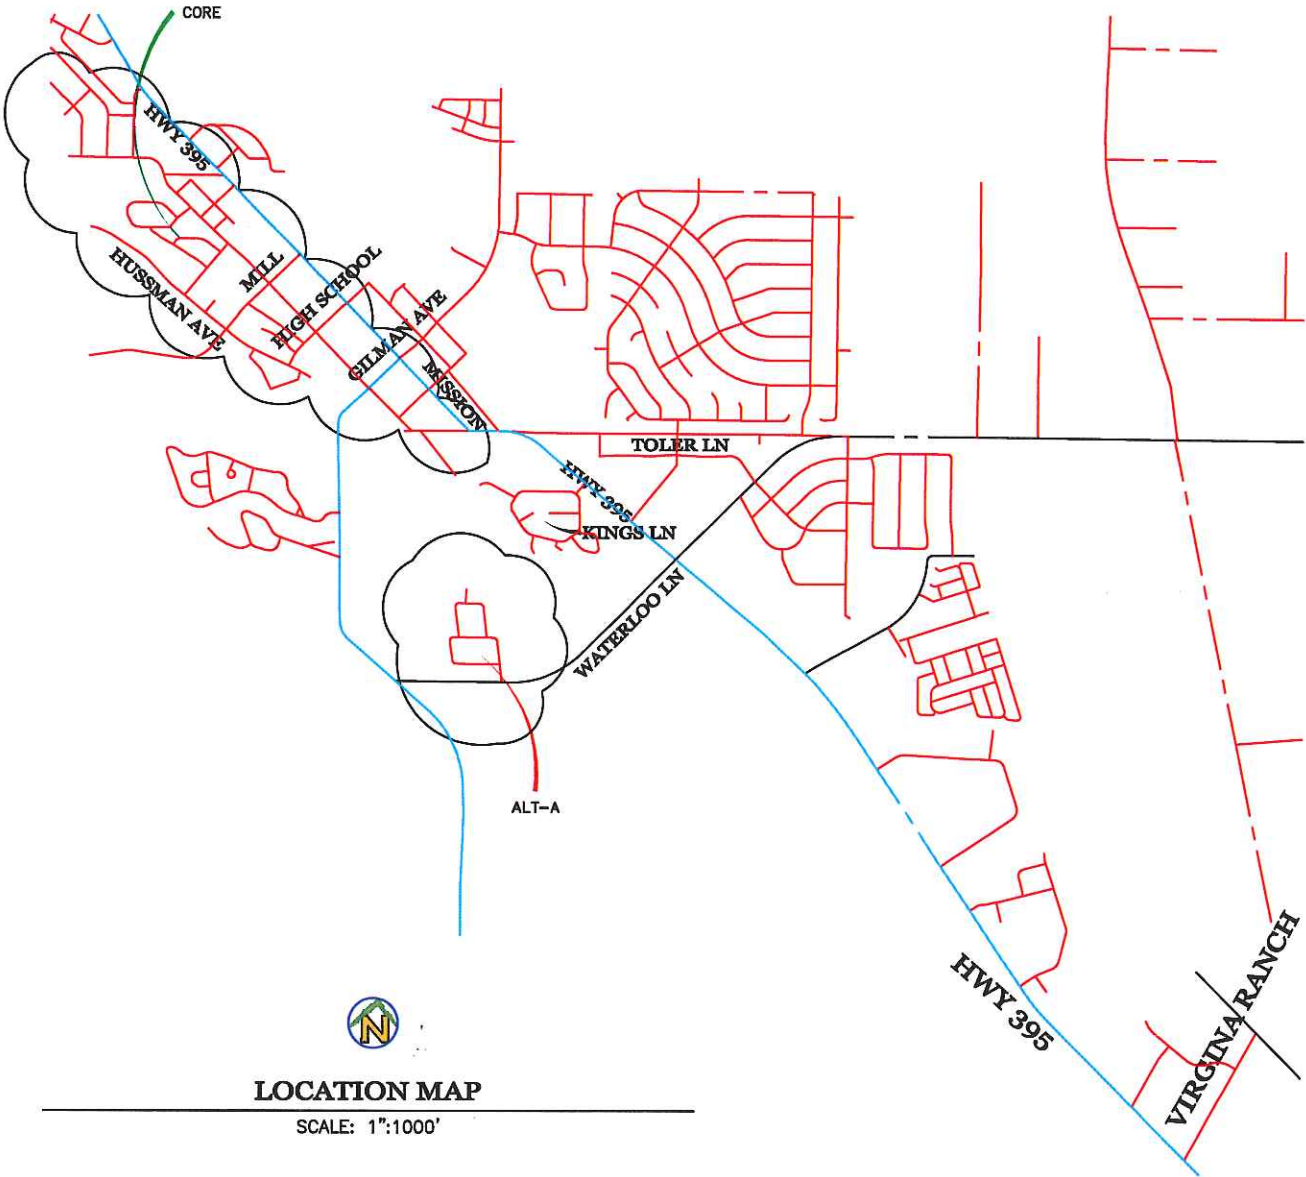 CORE
HWY 395
HUSSMAN AVE
MILL
HIGH SCHOOL
GILMAN AVE
MISSION
TOLER LN
HWY 395
KINGS LN
WATERLOO LN
ALT-A
HWY 395
VIRGINIA RANCH
N
LOCATION MAP
SCALE: 1":1000'